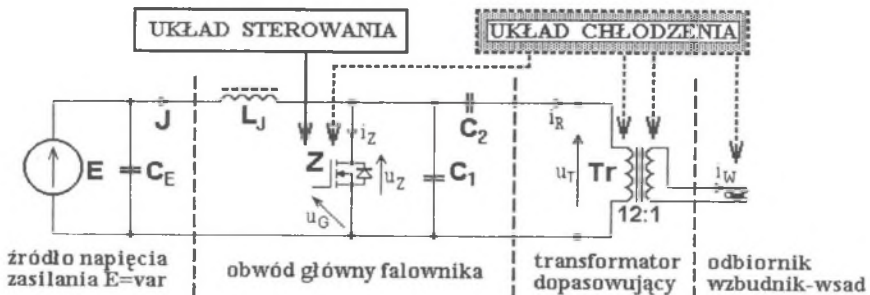 UKŁAD STEROWANIA
UKŁAD CHŁODZENIA
J
L_J
i_Z
C_2
i_R
E
C_E
Z
u_Z
C_1
u_T
Tr
i_W
u_G
12:1
źródło napięcia
zasilania E=var
obwód główny falownika
transformator
dopasowujący
odbiornik
wzbudnik-wsad